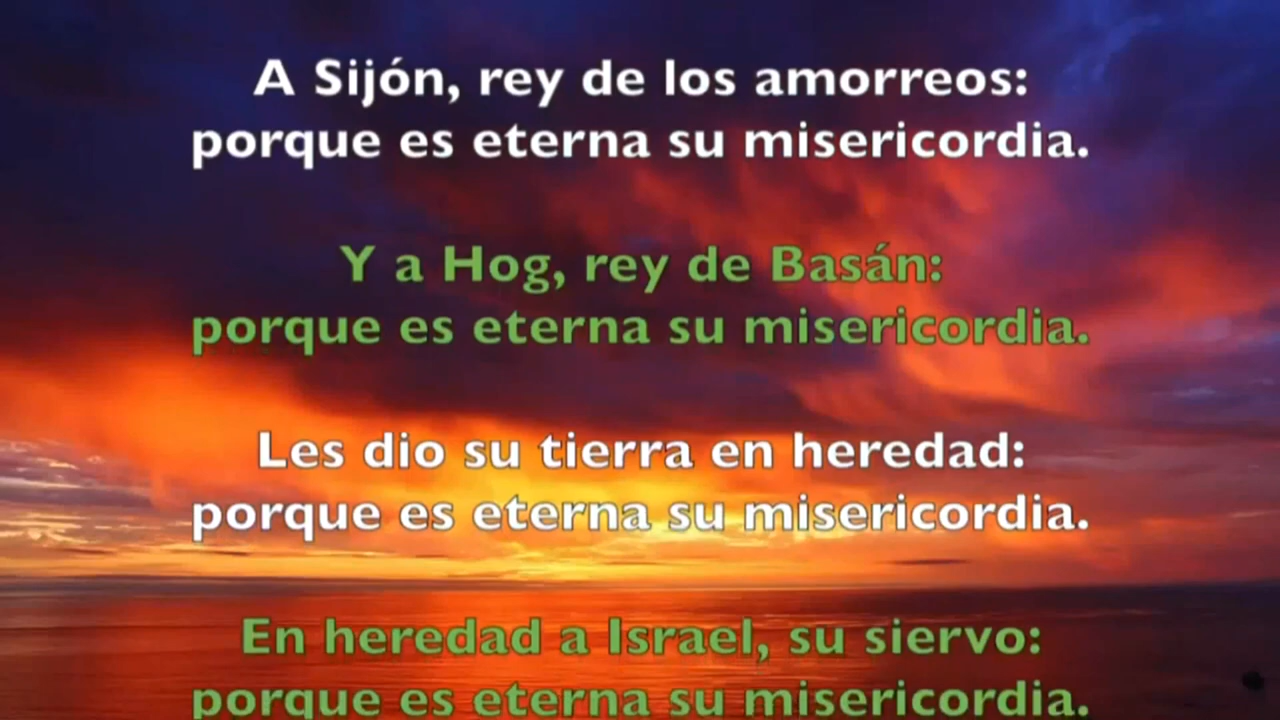 A Sijón, rey de los amorreos:
porque es eterna su misericordia.
Y a Hog, rey de Basán:
porque es eterna su misericordia.
Les dio su tierra en heredad:
porque es eterna su misericordia.
En heredad a Israel, su siervo:
porque es eterna su misericordia.